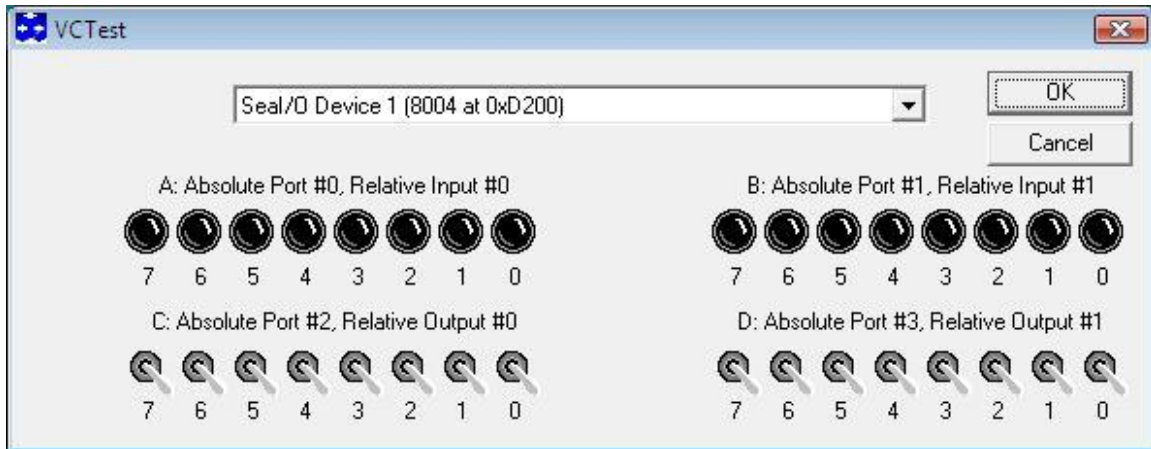 VCTest
SeaI/O Device 1 (8004 at 0xD200)
OK
Cancel
A: Absolute Port #0, Relative Input #0
7 6 5 4 3 2 1 0
B: Absolute Port #1, Relative Input #1
7 6 5 4 3 2 1 0
C: Absolute Port #2, Relative Output #0
7 6 5 4 3 2 1 0
D: Absolute Port #3, Relative Output #1
7 6 5 4 3 2 1 0